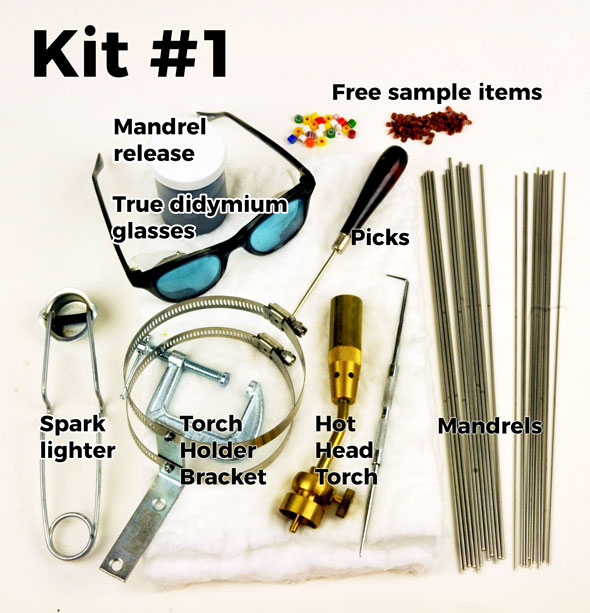 Kit #1
Free sample items
Mandrel
release
True didymium
glasses
Picks
Spark
lighter
Torch
Holder
Bracket
Hot
Head
Torch
Mandrels